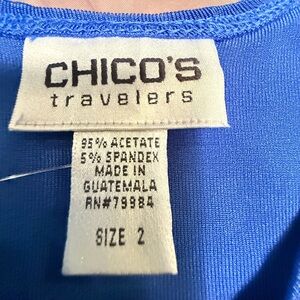 CHICO'S
travelers
95% ACETATE
5% SPANDEX
MADE IN
GUATEMALA
RN#79984
SIZE 2